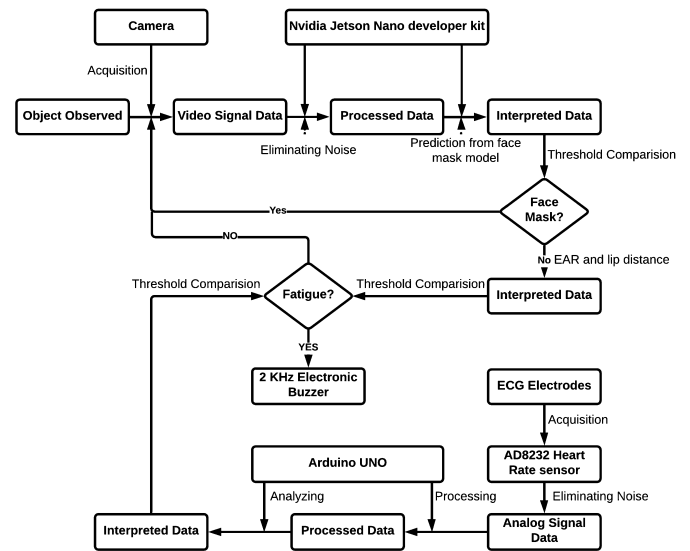 Camera
Nvidia Jetson Nano developer kit
Acquisition
Object Observed
Video Signal Data
Processed Data
Interpreted Data
Eliminating Noise
Prediction from face
mask model
Threshold Comparision
Face
Mask?
Yes
NO
No
EAR and lip distance
Threshold Comparision
Fatigue?
Threshold Comparision
Interpreted Data
YES
2 KHz Electronic
Buzzer
ECG Electrodes
Acquisition
Arduino UNO
AD8232 Heart
Rate sensor
Analyzing
Processing
Eliminating Noise
Interpreted Data
Processed Data
Analog Signal
Data